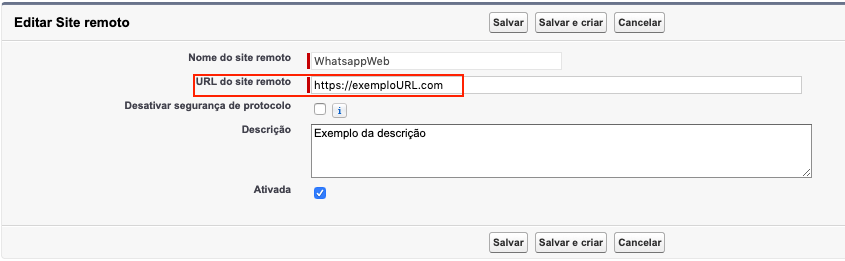 Editar Site remoto
Salvar Salvar e criar Cancelar
Nome do site remoto WhatsappWeb
URL do site remoto https://exemploURL.com
Desativar segurança de protocolo i
Descrição Exemplo da descrição
Ativada
Salvar Salvar e criar Cancelar